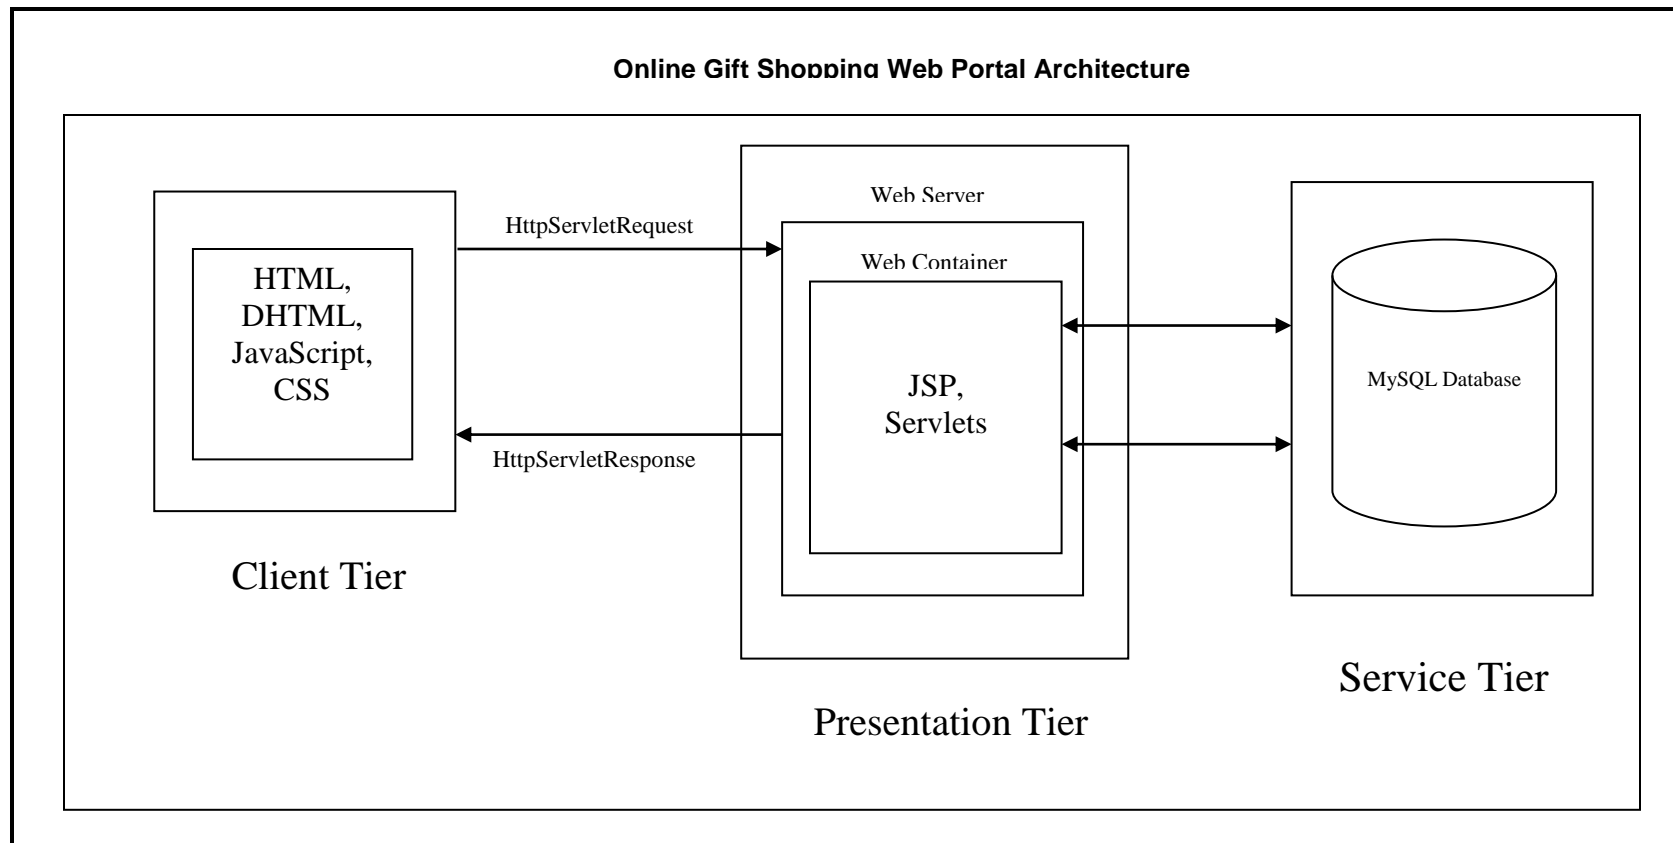 Online Gift Shopping Web Portal Architecture
Web Server
HttpServletRequest
Web Container
HTML,
DHTML,
JavaScript,
CSS
JSP,
Servlets
MySQL Database
HttpServletResponse
Client Tier
Service Tier
Presentation Tier